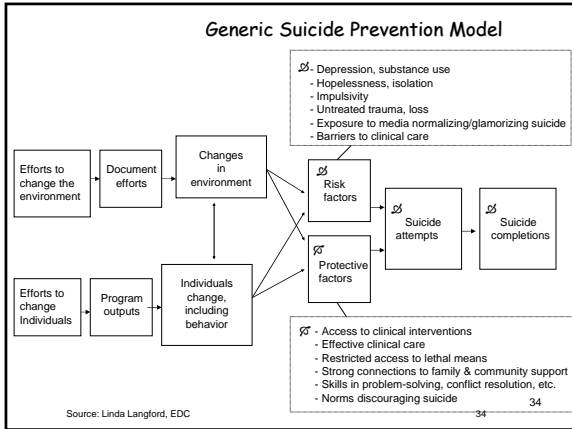 Generic Suicide Prevention Model
- Depression, substance use
- Hopelessness, isolation
- Impulsivity
- Untreated trauma, loss
- Exposure to media normalizing/glamorizing suicide
- Barriers to clinical care
Efforts to
change the
environment
Document
efforts
Changes
in
environment
Risk
factors
Suicide
attempts
Suicide
completions
Protective
factors
Efforts to
change
Individuals
Program
outputs
Individuals
change,
including
behavior
- Access to clinical interventions
- Effective clinical care
- Restricted access to lethal means
- Strong connections to family & community support
- Skills in problem-solving, conflict resolution, etc.
- Norms discouraging suicide
34
Source: Linda Langford, EDC
34